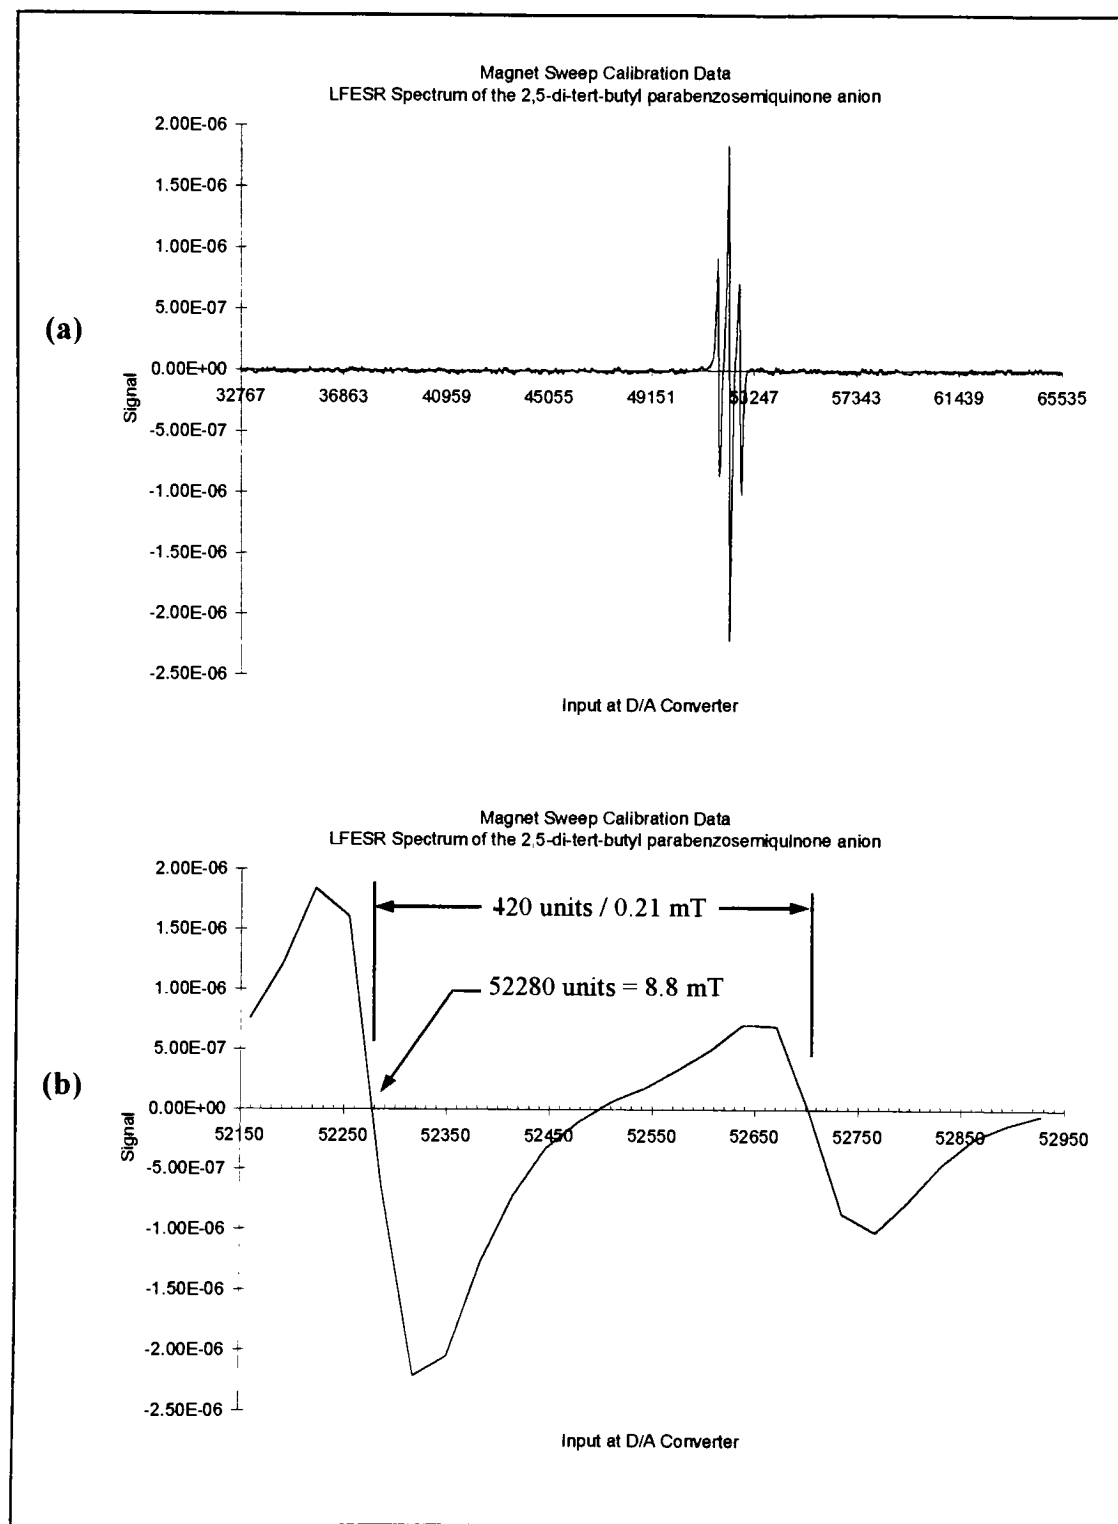 Magnet Sweep Calibration Data
LFESR Spectrum of the 2,5-di-tert-butyl parabenzosemiquinone anion
2.00E-06
1.50E-06
1.00E-06
5.00E-07
(a)
0.00E+00
32767 36863 40959 45055 49151 53247 57343 61439 65535
Signal
-5.00E-07
-1.00E-06
-1.50E-06
-2.00E-06
-2.50E-06
Input at D/A Converter
Magnet Sweep Calibration Data
LFESR Spectrum of the 2,5-di-tert-butyl parabenzosemiquinone anion
2.00E-06
420 units / 0.21 mT
1.50E-06
1.00E-06
52280 units = 8.8 mT
5.00E-07
(b)
0.00E+00
52150 52250 52350 52450 52550 52650 52750 52850 52950
Signal
-5.00E-07
-1.00E-06
-1.50E-06
-2.00E-06
-2.50E-06
Input at D/A Converter